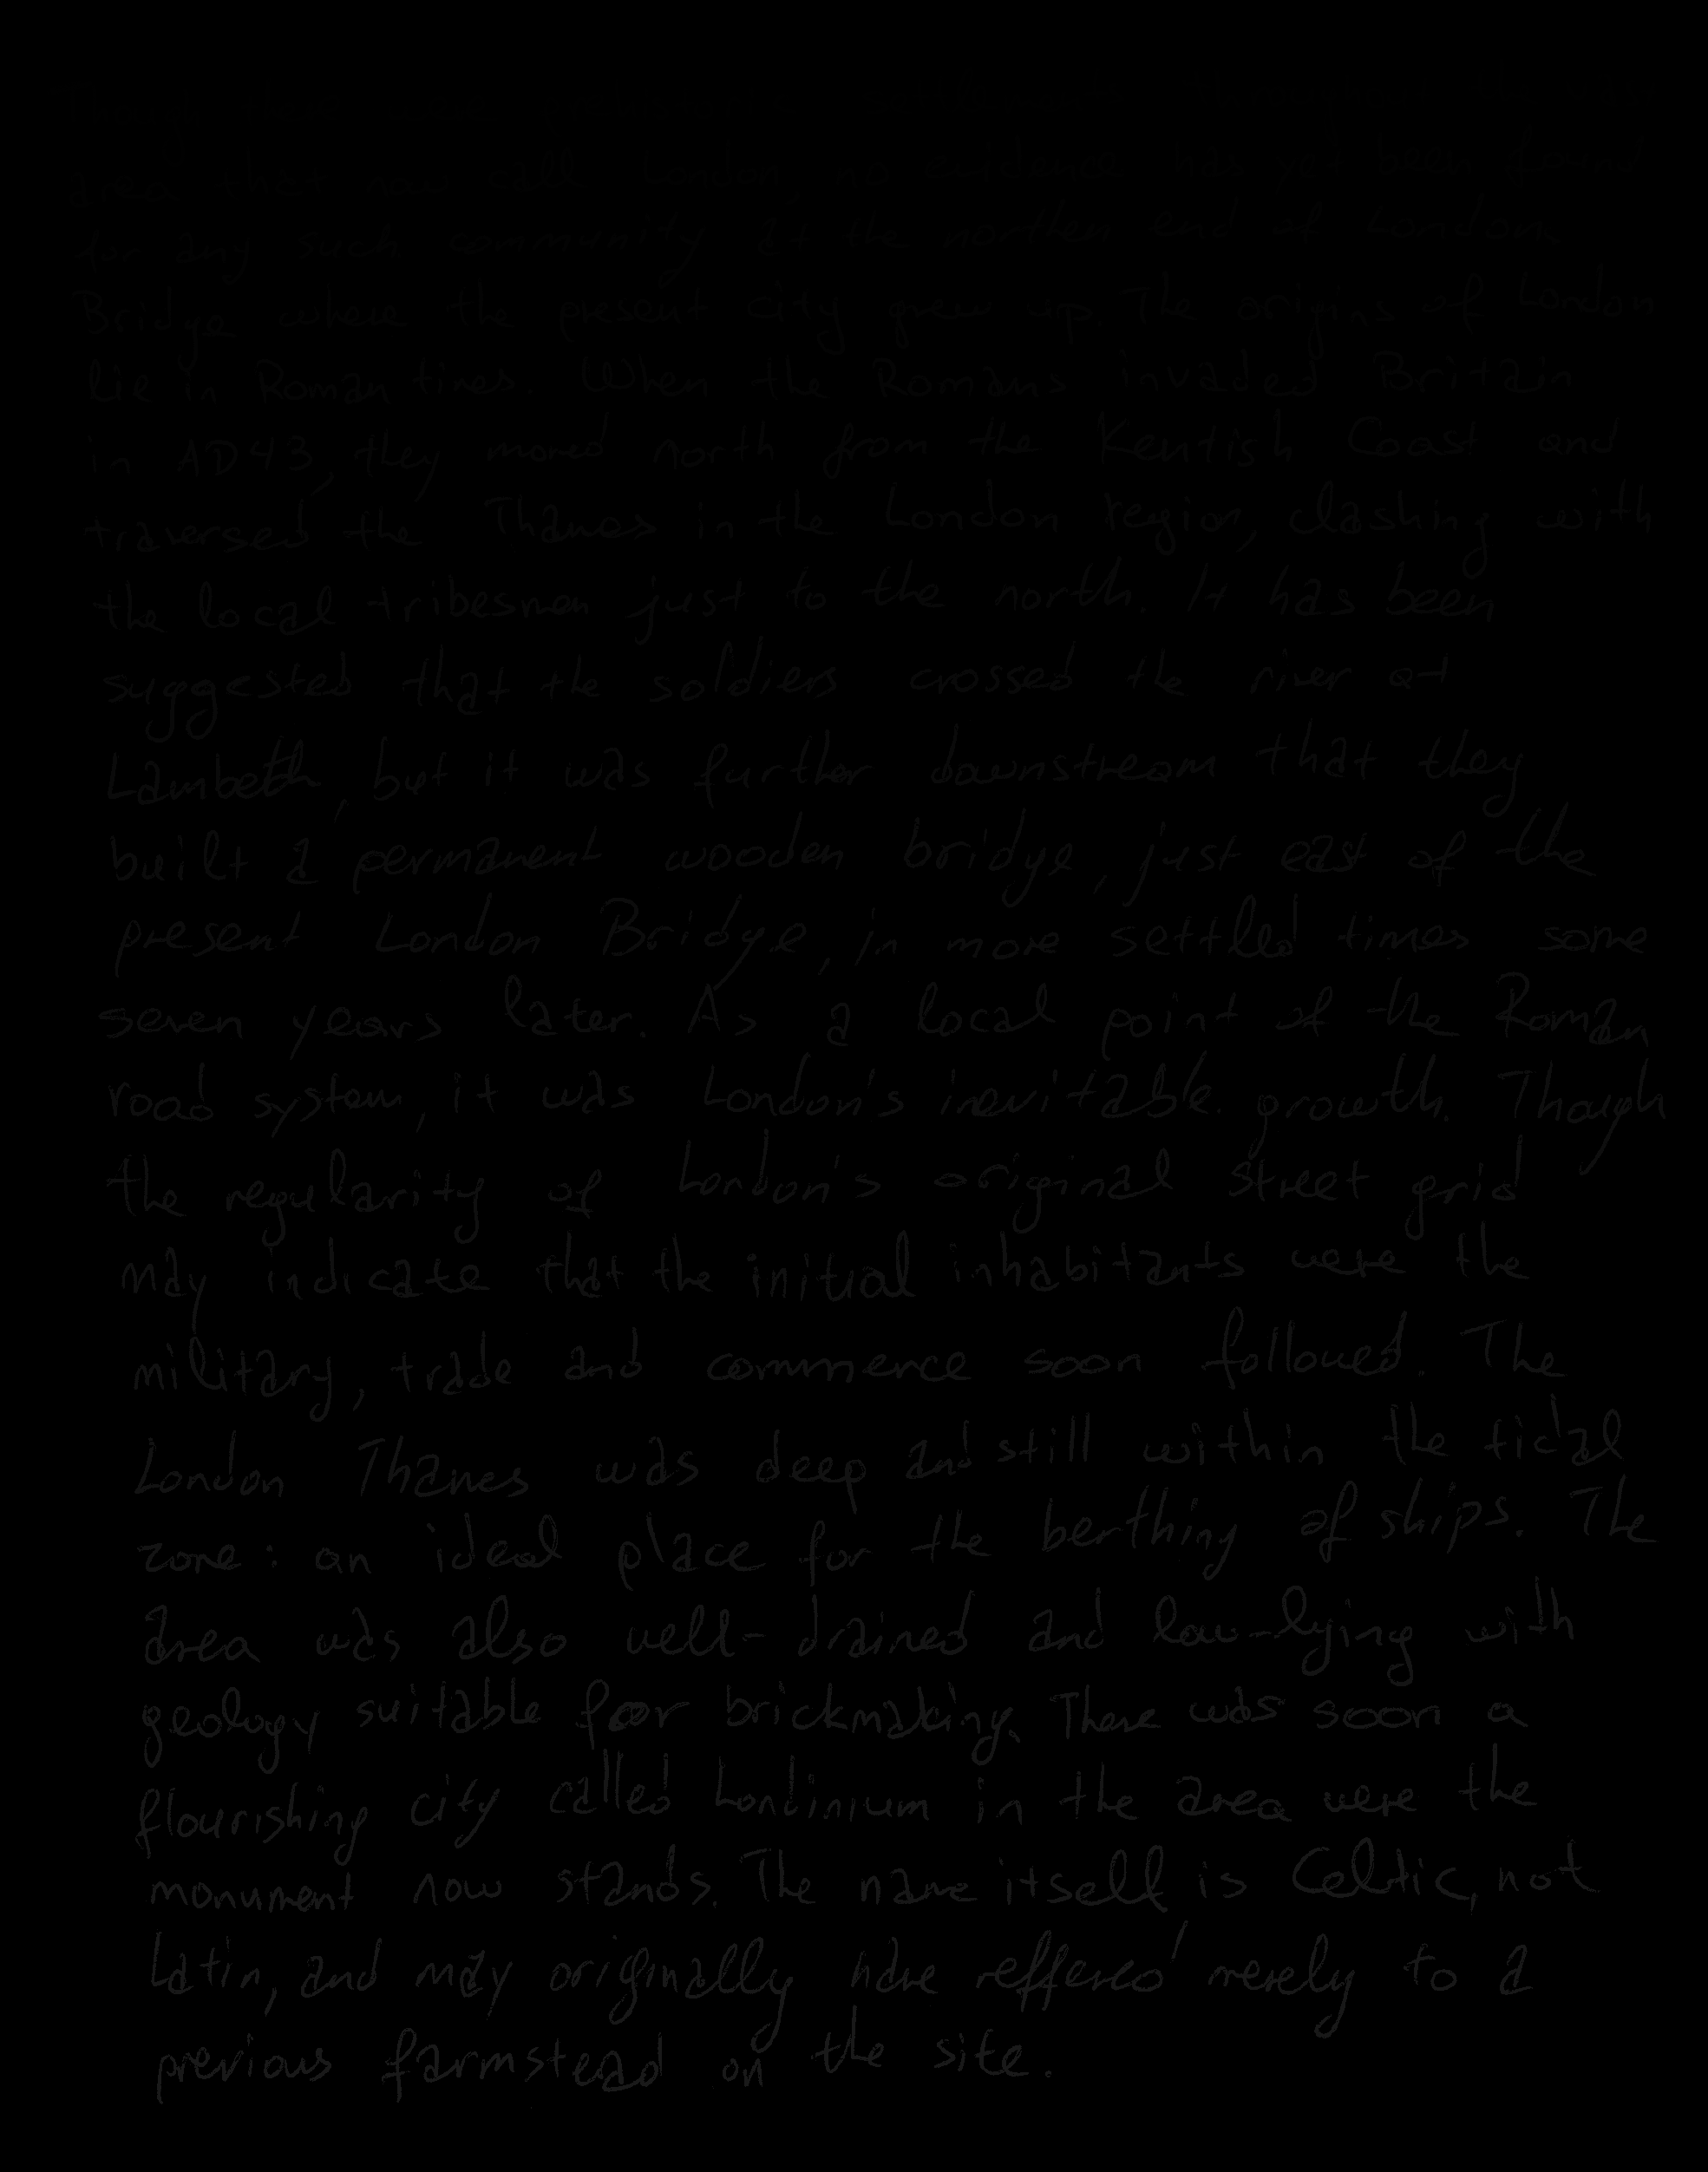 area that now call London, no evidence has yet been found
for any such community at the northen end of London
Bridge where the present city grew up. The origins of London
lie in Roman times. When the Romans invaded Britain
in AD43, they moved north from the Kentish Coast and
traversed the Thames in the London region, clashing with
the local tribesmen just to the north. It has been
suggested that the soldiers crossed the river at
Lambeth, but it was further downstream that they
built a permanent wooden bridge, just east of the
present London Bridge, in more settled times some
seven years later. As a local point of the Roman
road system, it was London's inevitable growth. Though
the regularity of London's original street grid
may indicate that the initial inhabitants were the
military, trade and commerce soon followed. The
London Thames was deep and still within the tidal
zone: an ideal place for the berthing of ships. The
area was also well-drained and low-lying with
geology suitable for brickmaking. There was soon a
flourishing city called Londinium in the area were the
monument now stands. The name itself is Celtic, not
Latin, and may originally have reffered merely to a
previous farmstead on the site.